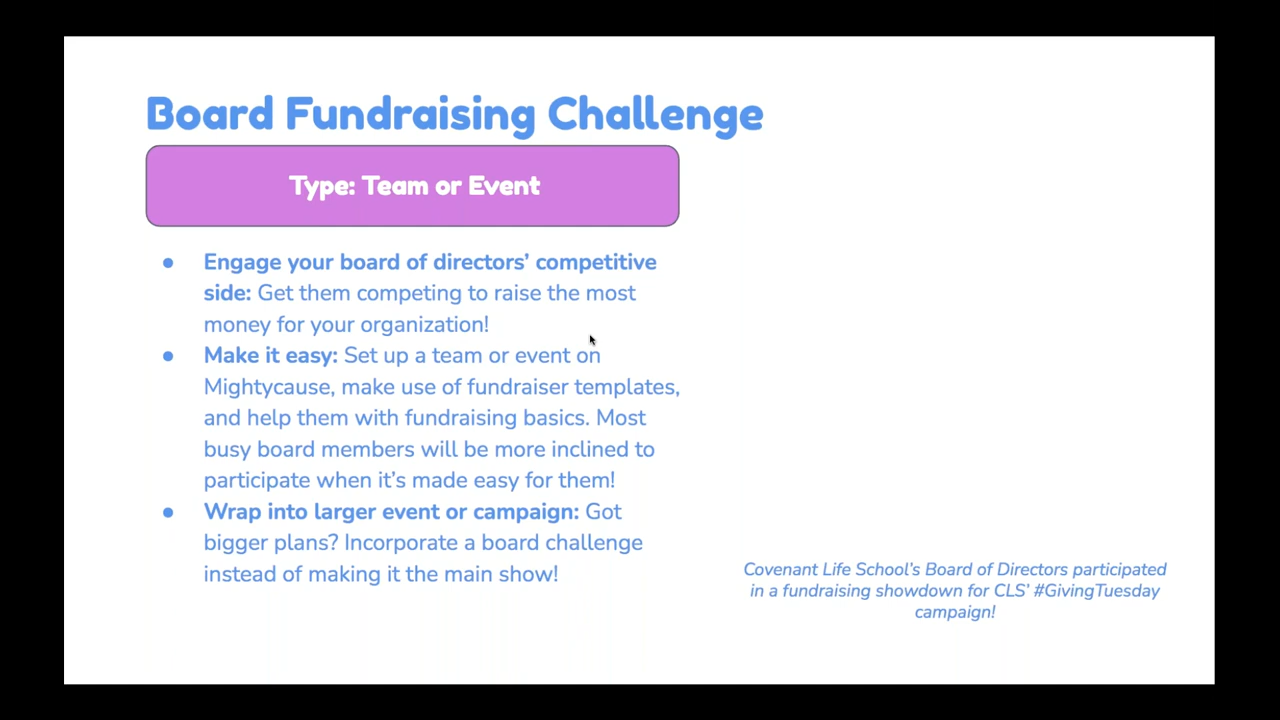 Board Fundraising Challenge
Type: Team or Event
● Engage your board of directors’ competitive
side: Get them competing to raise the most
money for your organization!
● Make it easy: Set up a team or event on
Mightycause, make use of fundraiser templates,
and help them with fundraising basics. Most
busy board members will be more inclined to
participate when it’s made easy for them!
● Wrap into larger event or campaign: Got
bigger plans? Incorporate a board challenge
instead of making it the main show!
Covenant Life School’s Board of Directors participated
in a fundraising showdown for CLS’ #GivingTuesday
campaign!